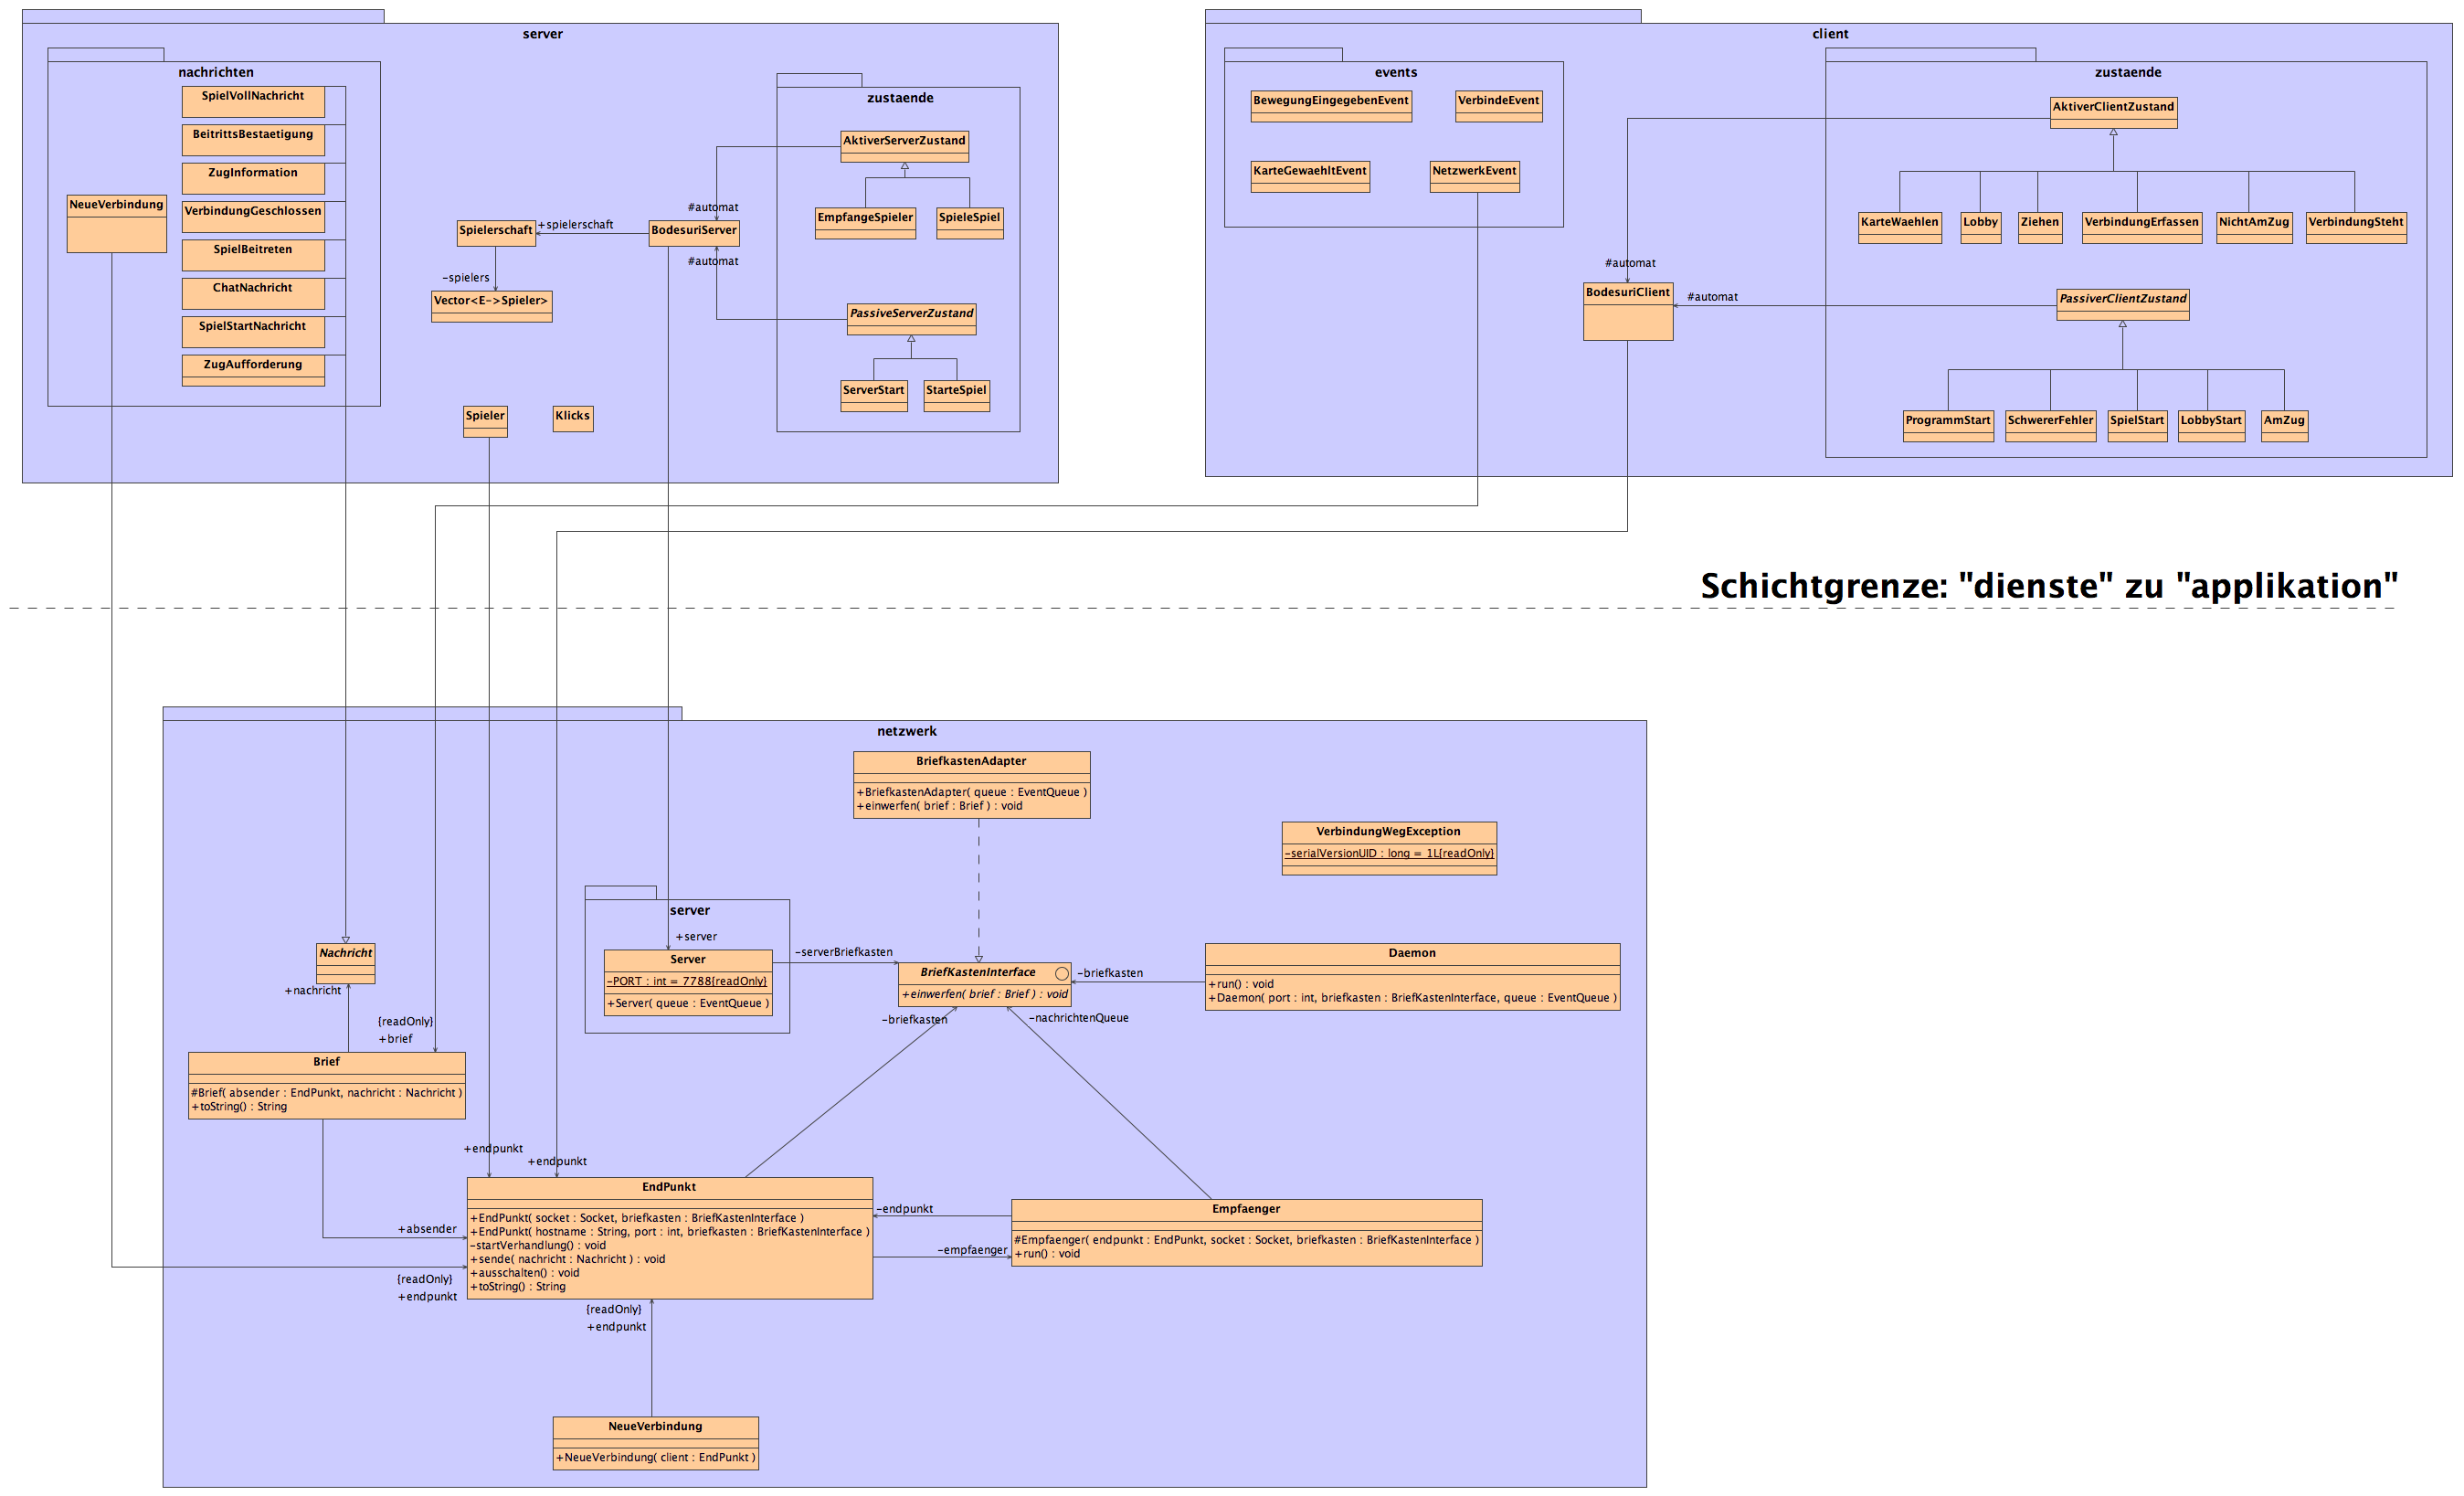 server
nachrichten
SpielVollNachricht
BeitrittsBestaetigung
ZugInformation
NeueVerbindung
VerbindungGeschlossen
SpielBeitreten
ChatNachricht
SpielStartNachricht
ZugAufforderung
Spielerschaft
+spielerschaft
BodesuriServer
#automat
#automat
-spielers
Vector<E->Spieler>
Spieler
Klicks
zustaende
AktiverServerZustand
EmpfangeSpieler
SpieleSpiel
PassiveServerZustand
ServerStart
StarteSpiel
client
events
BewegungEingegebenEvent
VerbindeEvent
KarteGewaehltEvent
NetzwerkEvent
#automat
BodesuriClient
#automat
zustaende
AktiverClientZustand
KarteWaehlen
Lobby
Ziehen
VerbindungErfassen
NichtAmZug
VerbindungSteht
PassiverClientZustand
ProgrammStart
SchwererFehler
SpielStart
LobbyStart
AmZug
Schichtgrenze: "dienste" zu "applikation"
netzwerk
BriefkastenAdapter
+BriefkastenAdapter( queue : EventQueue )
+einwerfen( brief : Brief ) : void
VerbindungWegException
-serialVersionUID : long = 1L{readOnly}
server
+server
Server
-PORT : int = 7788{readOnly}
+Server( queue : EventQueue )
-serverBriefkasten
BriefKastenInterface
+einwerfen( brief : Brief ) : void
-briefkasten
Daemon
+run() : void
+Daemon( port : int, briefkasten : BriefKastenInterface, queue : EventQueue )
-briefkasten
-nachrichtenQueue
Nachricht
+nachricht
{readOnly}
+brief
Brief
#Brief( absender : EndPunkt, nachricht : Nachricht )
+toString() : String
+endpunkt
+endpunkt
+absender
EndPunkt
+EndPunkt( socket : Socket, briefkasten : BriefKastenInterface )
+EndPunkt( hostname : String, port : int, briefkasten : BriefKastenInterface )
-startVerhandlung() : void
+sende( nachricht : Nachricht ) : void
+ausschalten() : void
+toString() : String
-endpunkt
-empfaenger
Empfaenger
#Empfaenger( endpunkt : EndPunkt, socket : Socket, briefkasten : BriefKastenInterface )
+run() : void
{readOnly}
+endpunkt
{readOnly}
+endpunkt
NeueVerbindung
+NeueVerbindung( client : EndPunkt )